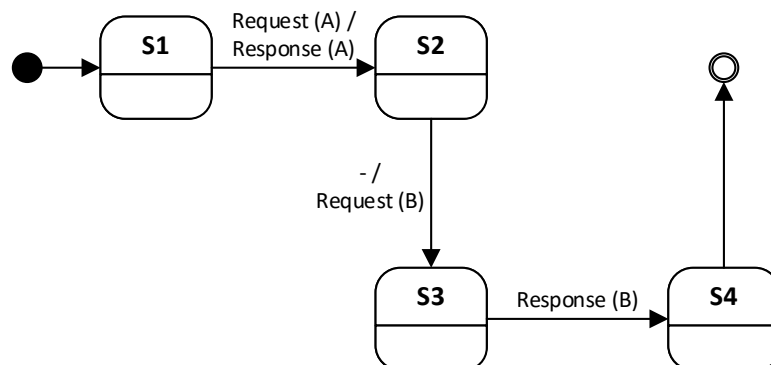 Request (A) /
Response (A)
S1
S2
- /
Request (B)
S3
Response (B)
S4